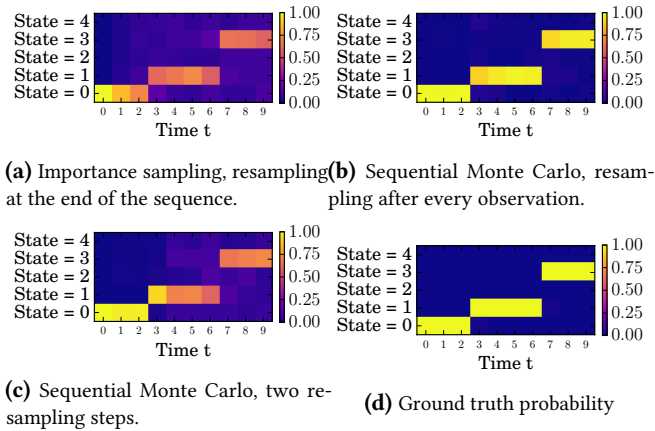 State = 4
State = 3
State = 2
State = 1
State = 0
0 1 2 3 4 5 6 7 8 9
Time t
1.00
0.75
0.50
0.25
0.00
State = 4
State = 3
State = 2
State = 1
State = 0
0 1 2 3 4 5 6 7 8 9
Time t
1.00
0.75
0.50
0.25
0.00
(a) Importance sampling, resampling
at the end of the sequence.
(b) Sequential Monte Carlo, resam-
pling after every observation.
State = 4
State = 3
State = 2
State = 1
State = 0
0 1 2 3 4 5 6 7 8 9
Time t
1.00
0.75
0.50
0.25
0.00
State = 4
State = 3
State = 2
State = 1
State = 0
0 1 2 3 4 5 6 7 8 9
Time t
1.00
0.75
0.50
0.25
0.00
(c) Sequential Monte Carlo, two re-
sampling steps.
(d) Ground truth probability